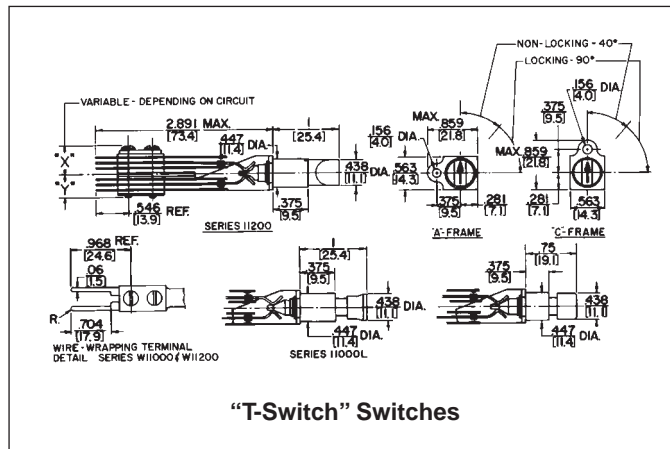 NON-LOCKING-40°
LOCKING-90°
VARIABLE-DEPENDING ON CIRCUIT
2.891 MAX.
[73.4]
.447 DIA.
[11.4]
1
[25.4]
.438 DIA.
[11.1]
.375
[9.5]
"X"
"Y"
.546 REF.
[13.9]
SERIES 11200
MAX.
.859
[21.8]
.156 DIA.
[4.0]
.563
[14.3]
.375
[9.5]
.281
[7.1]
"A"-FRAME
.156 DIA.
[4.0]
.375
[9.5]
MAX .859
[21.8]
.281
[7.1]
.563
[14.3]
"C"-FRAME
.968 REF.
[24.6]
.06
[1.5]
R.
.704
[17.9]
WIRE-WRAPPING TERMINAL
DETAIL SERIES W11000 & W11200
1
[25.4]
.375
[9.5]
.438 DIA.
[11.1]
.447 DIA.
[11.4]
SERIES 11000L
.75
[19.1]
.375
[9.5]
.438
[11.1]
.447 DIA.
[11.4]
“T-Switch” Switches